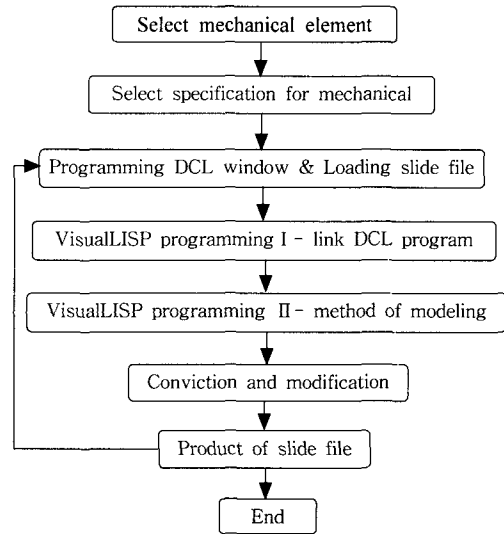 Select mechanical element
Select specification for mechanical
Programming DCL window & Loading slide file
VisualLISP programming I - link DCL program
VisualLISP programming II - method of modeling
Conviction and modification
Product of slide file
End